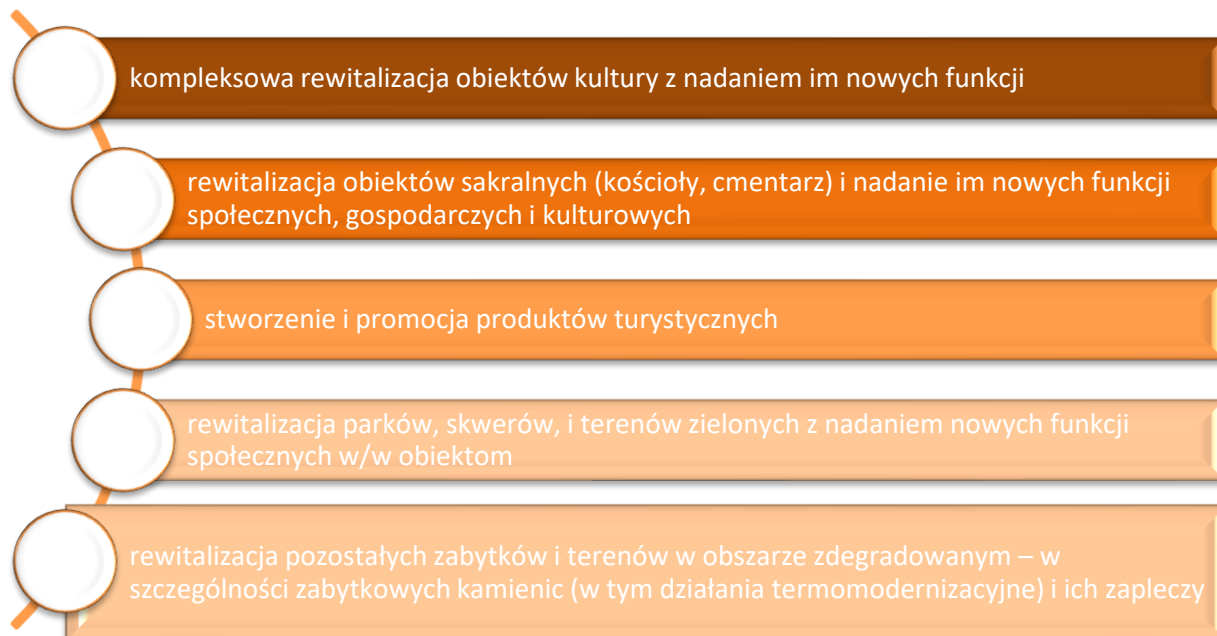 kompleksowa rewitalizacja obiektów kultury z nadaniem im nowych funkcji
rewitalizacja obiektów sakralnych (kościoły, cmentarz) i nadanie im nowych funkcji
społecznych, gospodarczych i kulturowych
stworzenie i promocja produktów turystycznych
rewitalizacja parków, skwerów, i terenów zielonych z nadaniem nowych funkcji
społecznych w/w obiektom
rewitalizacja pozostałych zabytków i terenów w obszarze zdegradowanym – w
szczególności zabytkowych kamienic (w tym działania termomodernizacyjne) i ich zapleczy